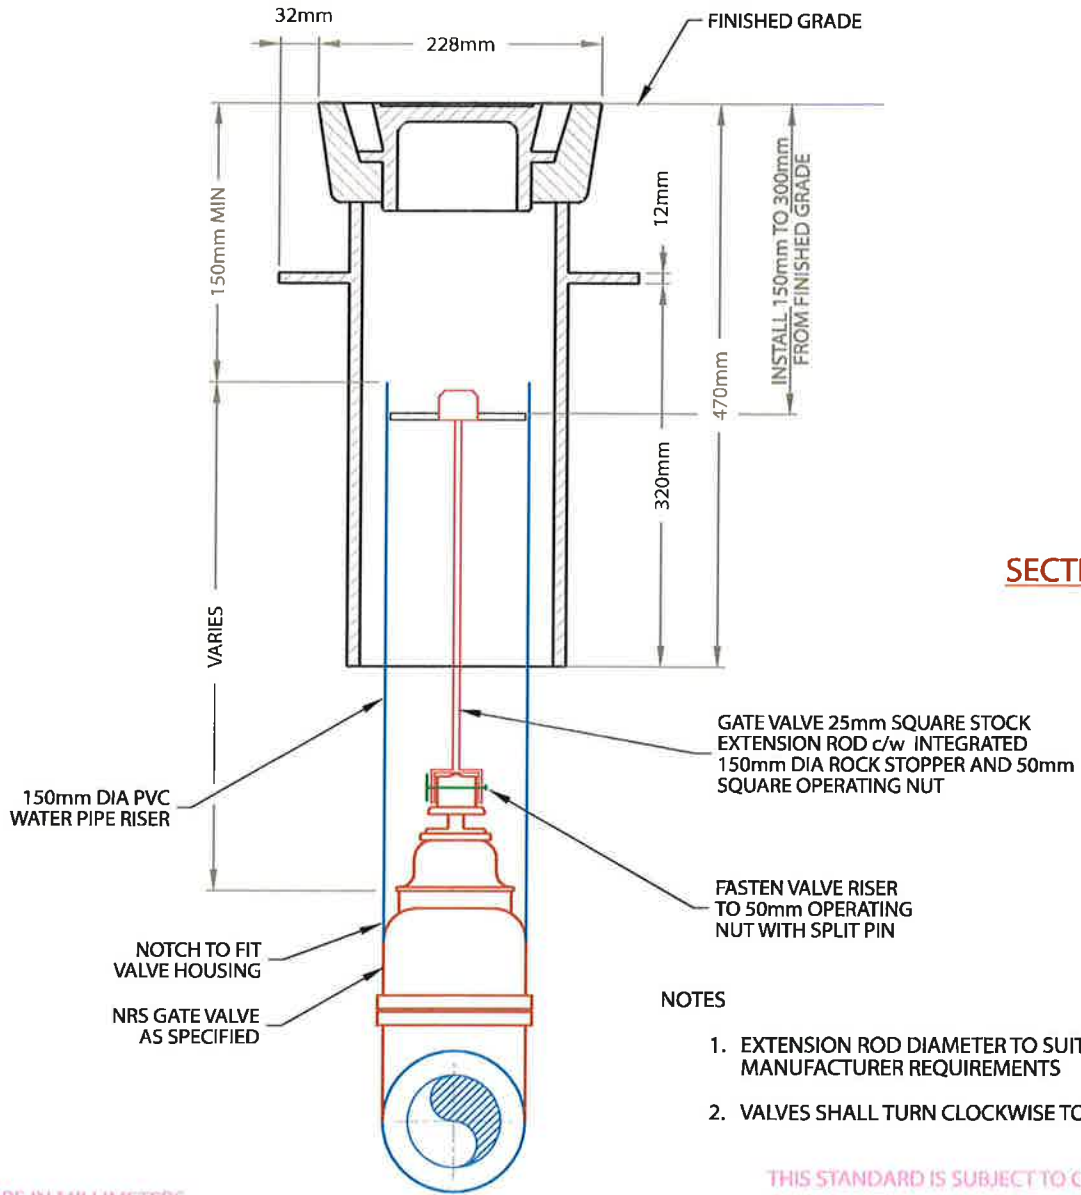 32mm
228mm
FINISHED GRADE
150mm MIN
12mm
INSTALL 150mm TO 300mm
FROM FINISHED GRADE
470mm
320mm
VARIES
GATE VALVE 25mm SQUARE STOCK
EXTENSION ROD c/w INTEGRATED
150mm DIA ROCK STOPPER AND 50mm
SQUARE OPERATING NUT
150mm DIA PVC
WATER PIPE RISER
FASTEN VALVE RISER
TO 50mm OPERATING
NUT WITH SPLIT PIN
NOTCH TO FIT
VALVE HOUSING
NRS GATE VALVE
AS SPECIFIED
NOTES
1. EXTENSION ROD DIAMETER TO SUIT
MANUFACTURER REQUIREMENTS
2. VALVES SHALL TURN CLOCKWISE TO
THIS STANDARD IS SUBJECT TO